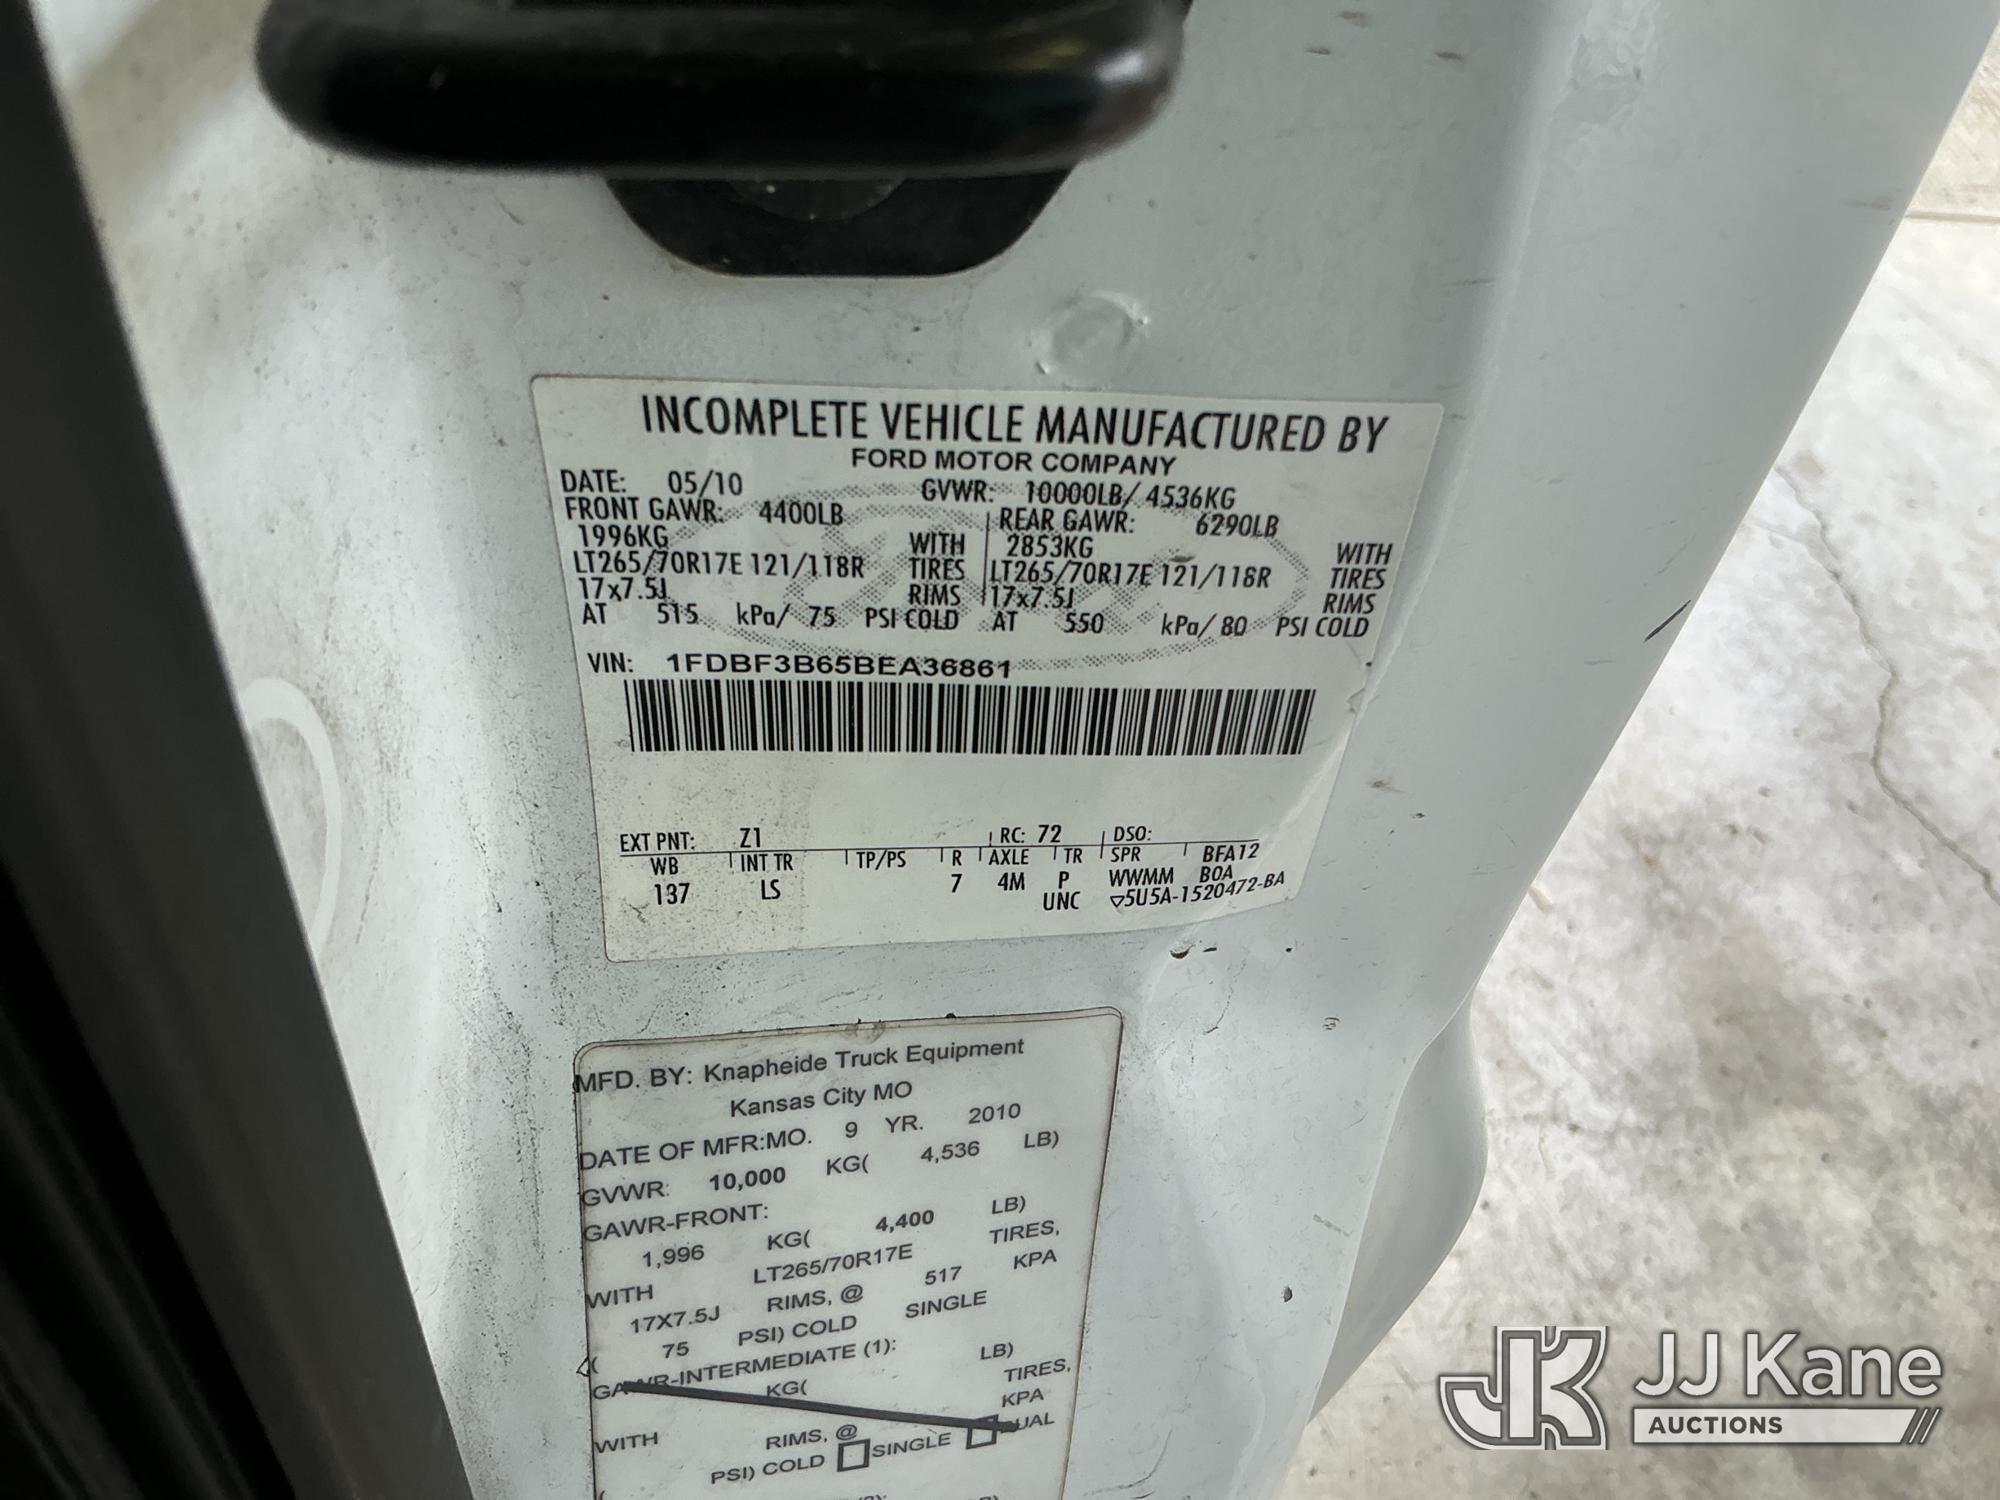 INCOMPLETE VEHICLE MANUFACTURED BY
FORD MOTOR COMPANY
DATE: 05/10 GVWR: 10000LB/ 4536KG
FRONT GAWR: 4400LB REAR GAWR: 6290LB
1996KG WITH 2853KG WITH
LT265/70R17E 121/118R TIRES LT265/70R17E 121/118R TIRES
17x7.5J RIMS 17x7.5J RIMS
AT 515 kPa/ 75 PSI COLD AT 550 kPa/ 80 PSI COLD
VIN: 1FDBF3B65BEA36861
EXT PNT: Z1 RC: 72 DSO:
WB INT TR TP/PS R AXLE TR SPR BFA12
137 LS 7 4M P WWMM BOA
UNC ▽5U5A-1520472-BA
MFD. BY: Knapheide Truck Equipment
Kansas City MO
DATE OF MFR:MO. 9 YR. 2010
GVWR: 10,000 KG( 4,536 LB)
GAWR-FRONT:
1,996 KG( 4,400 LB)
WITH LT265/70R17E TIRES,
17X7.5J RIMS, @ 517 KPA
( 75 PSI) COLD SINGLE
GAWR-INTERMEDIATE (1):
KG( LB)
WITH TIRES,
RIMS, @ KPA
PSI) COLD SINGLE DUAL
JK JJ Kane
AUCTIONS